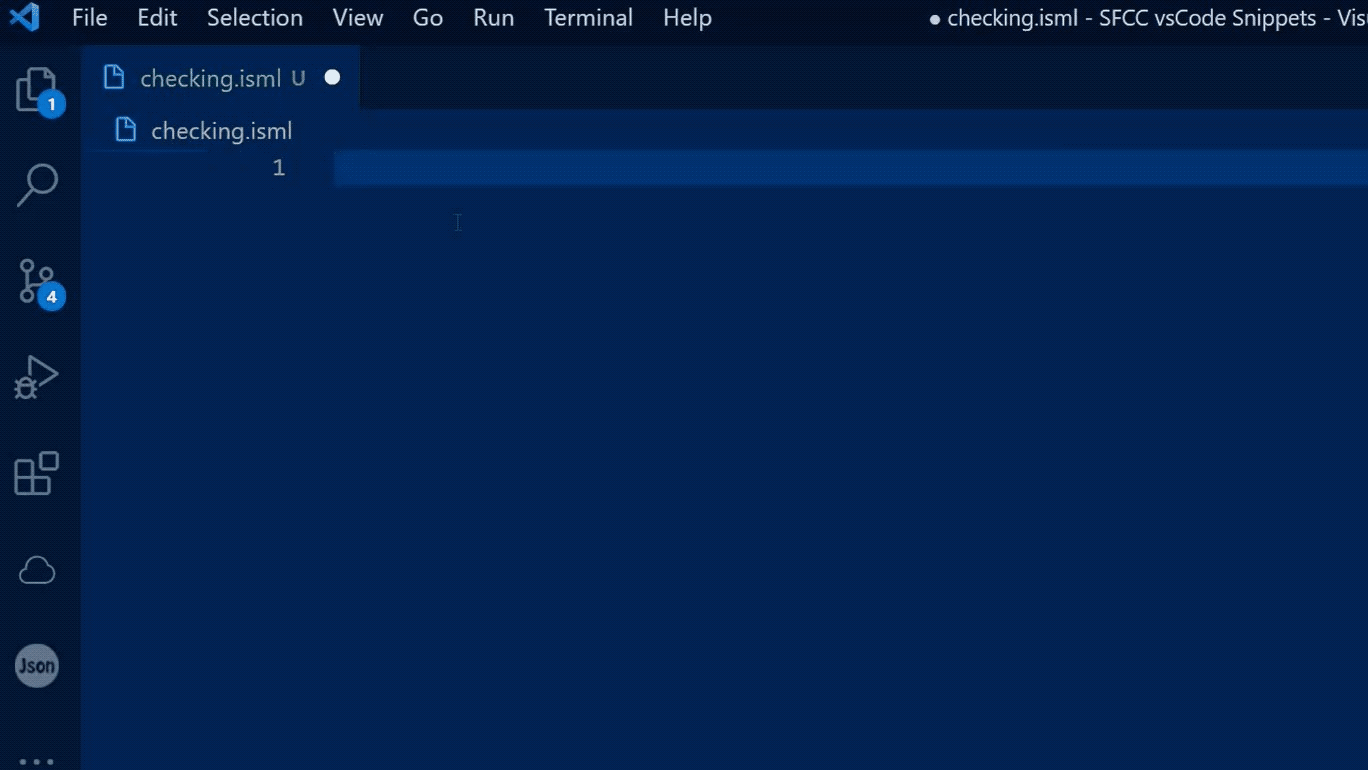 File Edit Selection View Go Run Terminal Help
● checking.isml - SFCC vsCode Snippets -
checking.isml U
1
checking.isml
1
4
Json